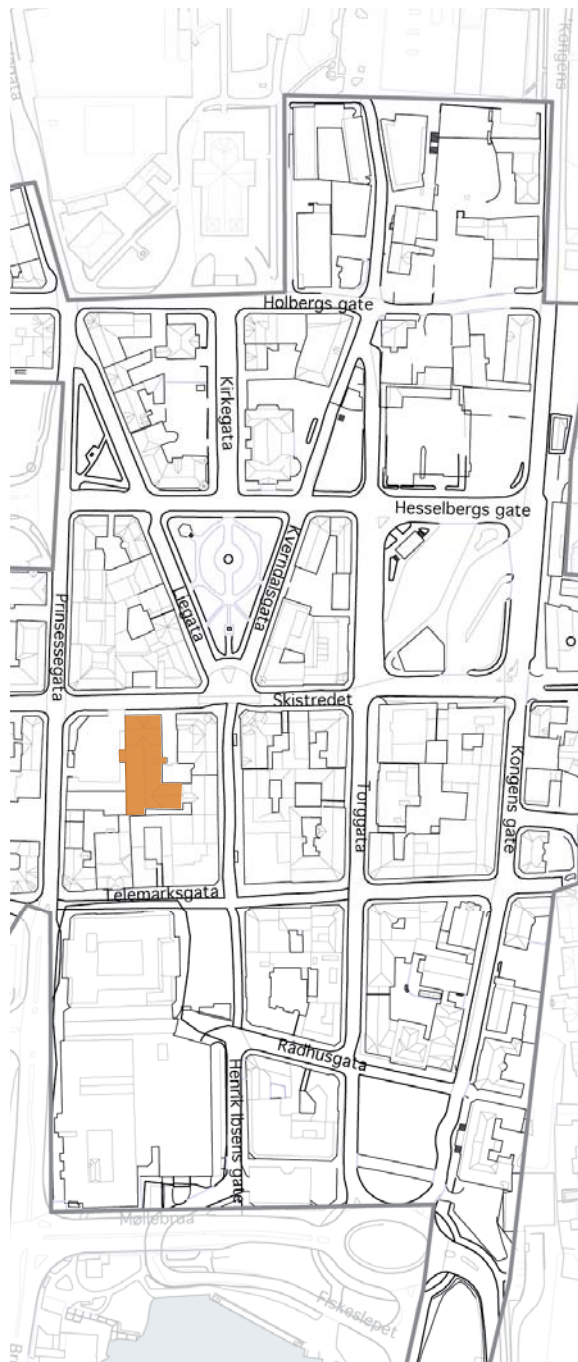 Kongens
Holbergs gate
Kirkegata
Hesselbergs gate
Kverndalsgata
Liegata
Prinsessegata
Skistredet
Torggata
Kongens gate
Telemarksgata
Rådhusgata
Henrik Ibsens gate
Møllebrua
Fiskeslepet